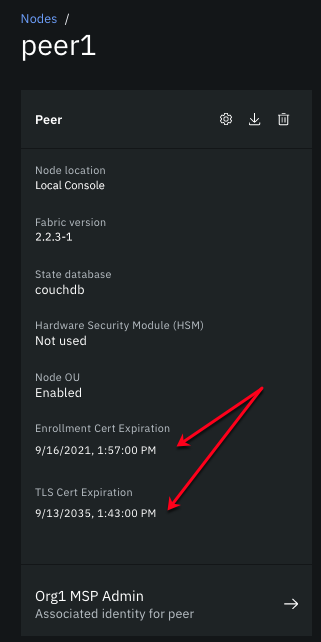 Nodes /
peer1
Peer
Node location
Local Console
Fabric version
2.2.3-1
State database
couchdb
Hardware Security Module (HSM)
Not used
Node OU
Enabled
Enrollment Cert Expiration
9/16/2021, 1:57:00 PM
TLS Cert Expiration
9/13/2035, 1:43:00 PM
Org1 MSP Admin
Associated identity for peer